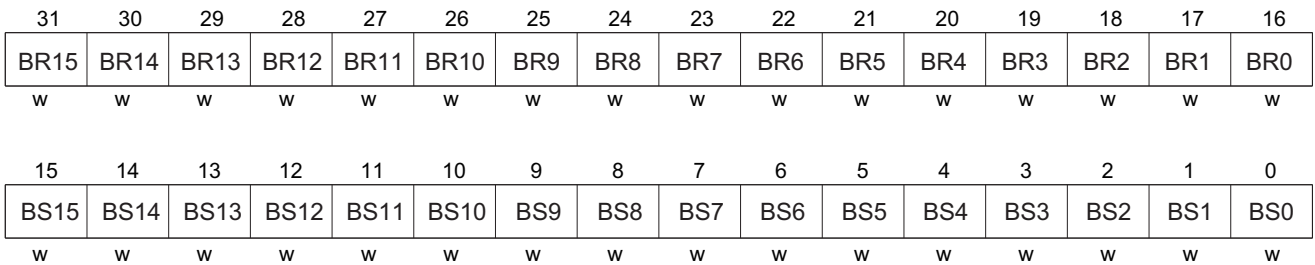 31 30 29 28 27 26 25 24 23 22 21 20 19 18 17 16
BR15 BR14 BR13 BR12 BR11 BR10 BR9 BR8 BR7 BR6 BR5 BR4 BR3 BR2 BR1 BR0
w w w w w w w w w w w w w w w w
15 14 13 12 11 10 9 8 7 6 5 4 3 2 1 0
BS15 BS14 BS13 BS12 BS11 BS10 BS9 BS8 BS7 BS6 BS5 BS4 BS3 BS2 BS1 BS0
w w w w w w w w w w w w w w w w